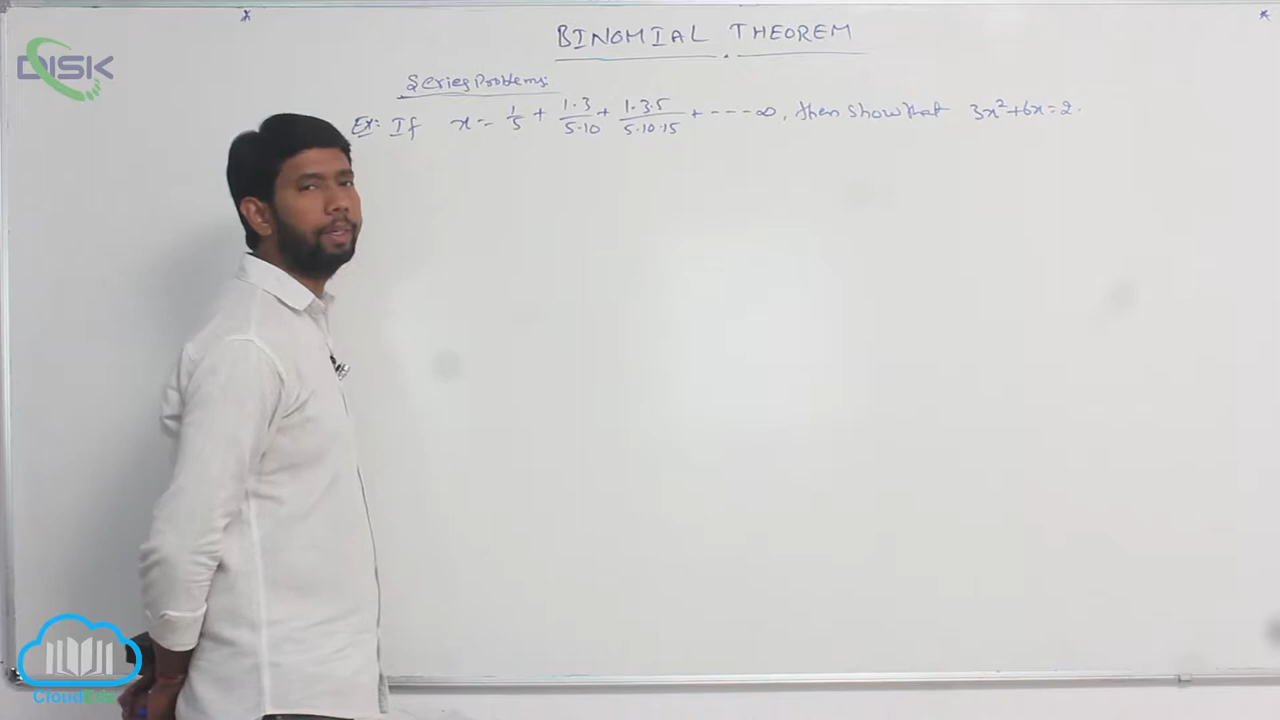 BINOMIAL THEOREM
DISK
Series Problems:
Ex: If x = 1/5 + 1·3/5·10 + 1·3·5/5·10·15 + ---- ∞, then show that 3x²+6x=2.
CloudEdz